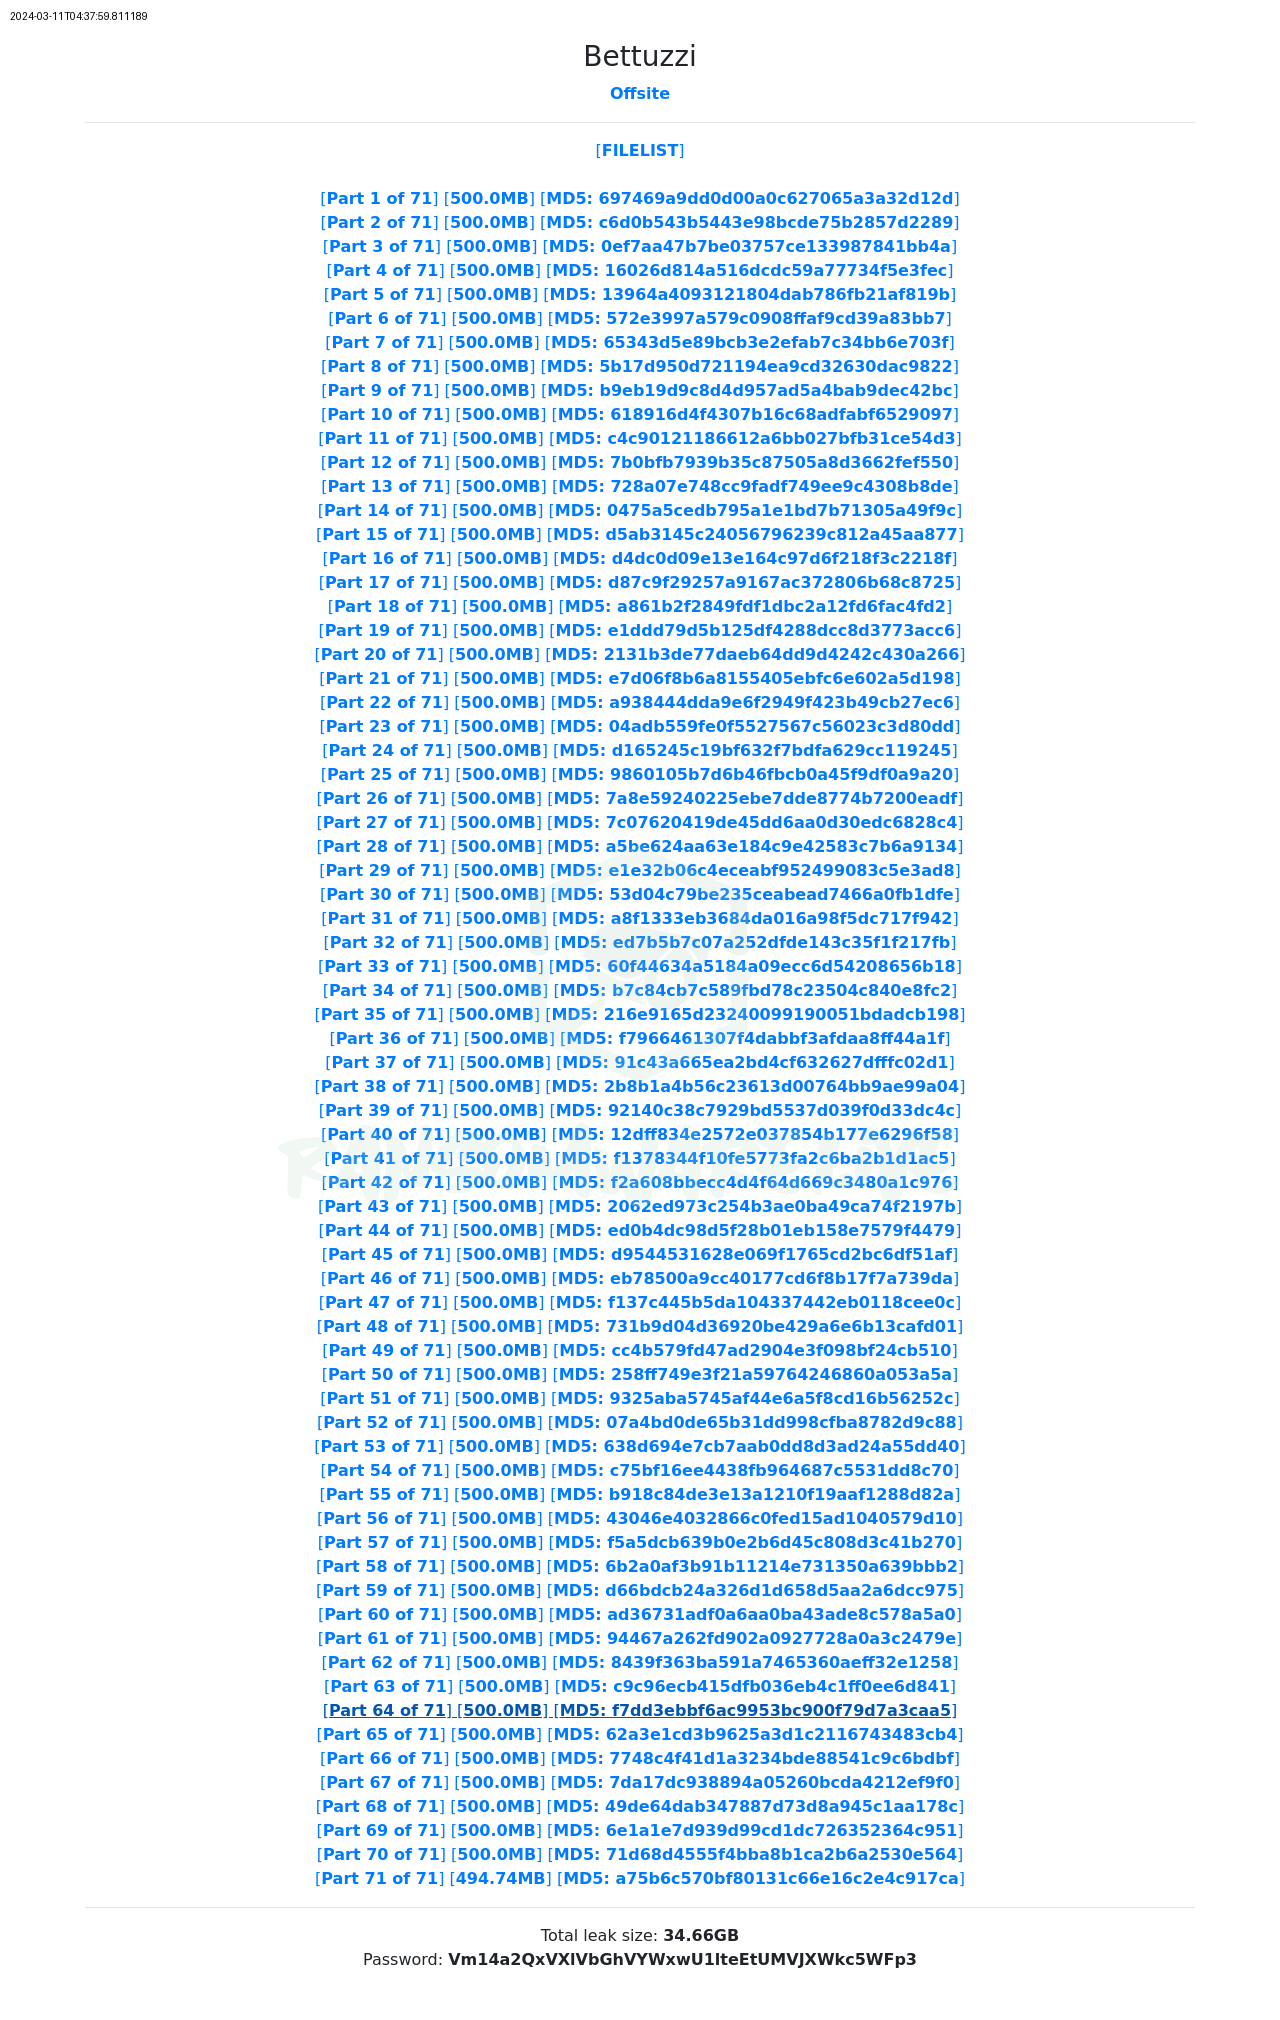 2024-03-11T04:37:59.811189
Bettuzzi
Offsite
[FILELIST]
[Part 1 of 71] [500.0MB] [MD5: 697469a9dd0d00a0c627065a3a32d12d]
[Part 2 of 71] [500.0MB] [MD5: c6d0b543b5443e98bcde75b2857d2289]
[Part 3 of 71] [500.0MB] [MD5: 0ef7aa47b7be03757ce133987841bb4a]
[Part 4 of 71] [500.0MB] [MD5: 16026d814a516dcdc59a77734f5e3fec]
[Part 5 of 71] [500.0MB] [MD5: 13964a4093121804dab786fb21af819b]
[Part 6 of 71] [500.0MB] [MD5: 572e3997a579c0908ffaf9cd39a83bb7]
[Part 7 of 71] [500.0MB] [MD5: 65343d5e89bcb3e2efab7c34bb6e703f]
[Part 8 of 71] [500.0MB] [MD5: 5b17d950d721194ea9cd32630dac9822]
[Part 9 of 71] [500.0MB] [MD5: b9eb19d9c8d4d957ad5a4bab9dec42bc]
[Part 10 of 71] [500.0MB] [MD5: 618916d4f4307b16c68adfabf6529097]
[Part 11 of 71] [500.0MB] [MD5: c4c90121186612a6bb027bfb31ce54d3]
[Part 12 of 71] [500.0MB] [MD5: 7b0bfb7939b35c87505a8d3662fef550]
[Part 13 of 71] [500.0MB] [MD5: 728a07e748cc9fadf749ee9c4308b8de]
[Part 14 of 71] [500.0MB] [MD5: 0475a5cedb795a1e1bd7b71305a49f9c]
[Part 15 of 71] [500.0MB] [MD5: d5ab3145c24056796239c812a45aa877]
[Part 16 of 71] [500.0MB] [MD5: d4dc0d09e13e164c97d6f218f3c2218f]
[Part 17 of 71] [500.0MB] [MD5: d87c9f29257a9167ac372806b68c8725]
[Part 18 of 71] [500.0MB] [MD5: a861b2f2849fdf1dbc2a12fd6fac4fd2]
[Part 19 of 71] [500.0MB] [MD5: e1ddd79d5b125df4288dcc8d3773acc6]
[Part 20 of 71] [500.0MB] [MD5: 2131b3de77daeb64dd9d4242c430a266]
[Part 21 of 71] [500.0MB] [MD5: e7d06f8b6a8155405ebfc6e602a5d198]
[Part 22 of 71] [500.0MB] [MD5: a938444dda9e6f2949f423b49cb27ec6]
[Part 23 of 71] [500.0MB] [MD5: 04adb559fe0f5527567c56023c3d80dd]
[Part 24 of 71] [500.0MB] [MD5: d165245c19bf632f7bdfa629cc119245]
[Part 25 of 71] [500.0MB] [MD5: 9860105b7d6b46fbcb0a45f9df0a9a20]
[Part 26 of 71] [500.0MB] [MD5: 7a8e59240225ebe7dde8774b7200eadf]
[Part 27 of 71] [500.0MB] [MD5: 7c07620419de45dd6aa0d30edc6828c4]
[Part 28 of 71] [500.0MB] [MD5: a5be624aa63e184c9e42583c7b6a9134]
[Part 29 of 71] [500.0MB] [MD5: e1e32b06c4eceabf952499083c5e3ad8]
[Part 30 of 71] [500.0MB] [MD5: 53d04c79be235ceabead7466a0fb1dfe]
[Part 31 of 71] [500.0MB] [MD5: a8f1333eb3684da016a98f5dc717f942]
[Part 32 of 71] [500.0MB] [MD5: ed7b5b7c07a252dfde143c35f1f217fb]
[Part 33 of 71] [500.0MB] [MD5: 60f44634a5184a09ecc6d54208656b18]
[Part 34 of 71] [500.0MB] [MD5: b7c84cb7c589fbd78c23504c840e8fc2]
[Part 35 of 71] [500.0MB] [MD5: 216e9165d23240099190051bdadcb198]
[Part 36 of 71] [500.0MB] [MD5: f7966461307f4dabbf3afdaa8ff44a1f]
[Part 37 of 71] [500.0MB] [MD5: 91c43a665ea2bd4cf632627dfffc02d1]
[Part 38 of 71] [500.0MB] [MD5: 2b8b1a4b56c23613d00764bb9ae99a04]
[Part 39 of 71] [500.0MB] [MD5: 92140c38c7929bd5537d039f0d33dc4c]
[Part 40 of 71] [500.0MB] [MD5: 12dff834e2572e037854b177e6296f58]
[Part 41 of 71] [500.0MB] [MD5: f1378344f10fe5773fa2c6ba2b1d1ac5]
[Part 42 of 71] [500.0MB] [MD5: f2a608bbecc4d4f64d669c3480a1c976]
[Part 43 of 71] [500.0MB] [MD5: 2062ed973c254b3ae0ba49ca74f2197b]
[Part 44 of 71] [500.0MB] [MD5: ed0b4dc98d5f28b01eb158e7579f4479]
[Part 45 of 71] [500.0MB] [MD5: d9544531628e069f1765cd2bc6df51af]
[Part 46 of 71] [500.0MB] [MD5: eb78500a9cc40177cd6f8b17f7a739da]
[Part 47 of 71] [500.0MB] [MD5: f137c445b5da104337442eb0118cee0c]
[Part 48 of 71] [500.0MB] [MD5: 731b9d04d36920be429a6e6b13cafd01]
[Part 49 of 71] [500.0MB] [MD5: cc4b579fd47ad2904e3f098bf24cb510]
[Part 50 of 71] [500.0MB] [MD5: 258ff749e3f21a59764246860a053a5a]
[Part 51 of 71] [500.0MB] [MD5: 9325aba5745af44e6a5f8cd16b56252c]
[Part 52 of 71] [500.0MB] [MD5: 07a4bd0de65b31dd998cfba8782d9c88]
[Part 53 of 71] [500.0MB] [MD5: 638d694e7cb7aab0dd8d3ad24a55dd40]
[Part 54 of 71] [500.0MB] [MD5: c75bf16ee4438fb964687c5531dd8c70]
[Part 55 of 71] [500.0MB] [MD5: b918c84de3e13a1210f19aaf1288d82a]
[Part 56 of 71] [500.0MB] [MD5: 43046e4032866c0fed15ad1040579d10]
[Part 57 of 71] [500.0MB] [MD5: f5a5dcb639b0e2b6d45c808d3c41b270]
[Part 58 of 71] [500.0MB] [MD5: 6b2a0af3b91b11214e731350a639bbb2]
[Part 59 of 71] [500.0MB] [MD5: d66bdcb24a326d1d658d5aa2a6dcc975]
[Part 60 of 71] [500.0MB] [MD5: ad36731adf0a6aa0ba43ade8c578a5a0]
[Part 61 of 71] [500.0MB] [MD5: 94467a262fd902a0927728a0a3c2479e]
[Part 62 of 71] [500.0MB] [MD5: 8439f363ba591a7465360aeff32e1258]
[Part 63 of 71] [500.0MB] [MD5: c9c96ecb415dfb036eb4c1ff0ee6d841]
[Part 64 of 71] [500.0MB] [MD5: f7dd3ebbf6ac9953bc900f79d7a3caa5]
[Part 65 of 71] [500.0MB] [MD5: 62a3e1cd3b9625a3d1c2116743483cb4]
[Part 66 of 71] [500.0MB] [MD5: 7748c4f41d1a3234bde88541c9c6bdbf]
[Part 67 of 71] [500.0MB] [MD5: 7da17dc938894a05260bcda4212ef9f0]
[Part 68 of 71] [500.0MB] [MD5: 49de64dab347887d73d8a945c1aa178c]
[Part 69 of 71] [500.0MB] [MD5: 6e1a1e7d939d99cd1dc726352364c951]
[Part 70 of 71] [500.0MB] [MD5: 71d68d4555f4bba8b1ca2b6a2530e564]
[Part 71 of 71] [494.74MB] [MD5: a75b6c570bf80131c66e16c2e4c917ca]
Total leak size: 34.66GB
Password: Vm14a2QxVXlVbGhVYWxwU1lteEtUMVJXWkc5WFp3